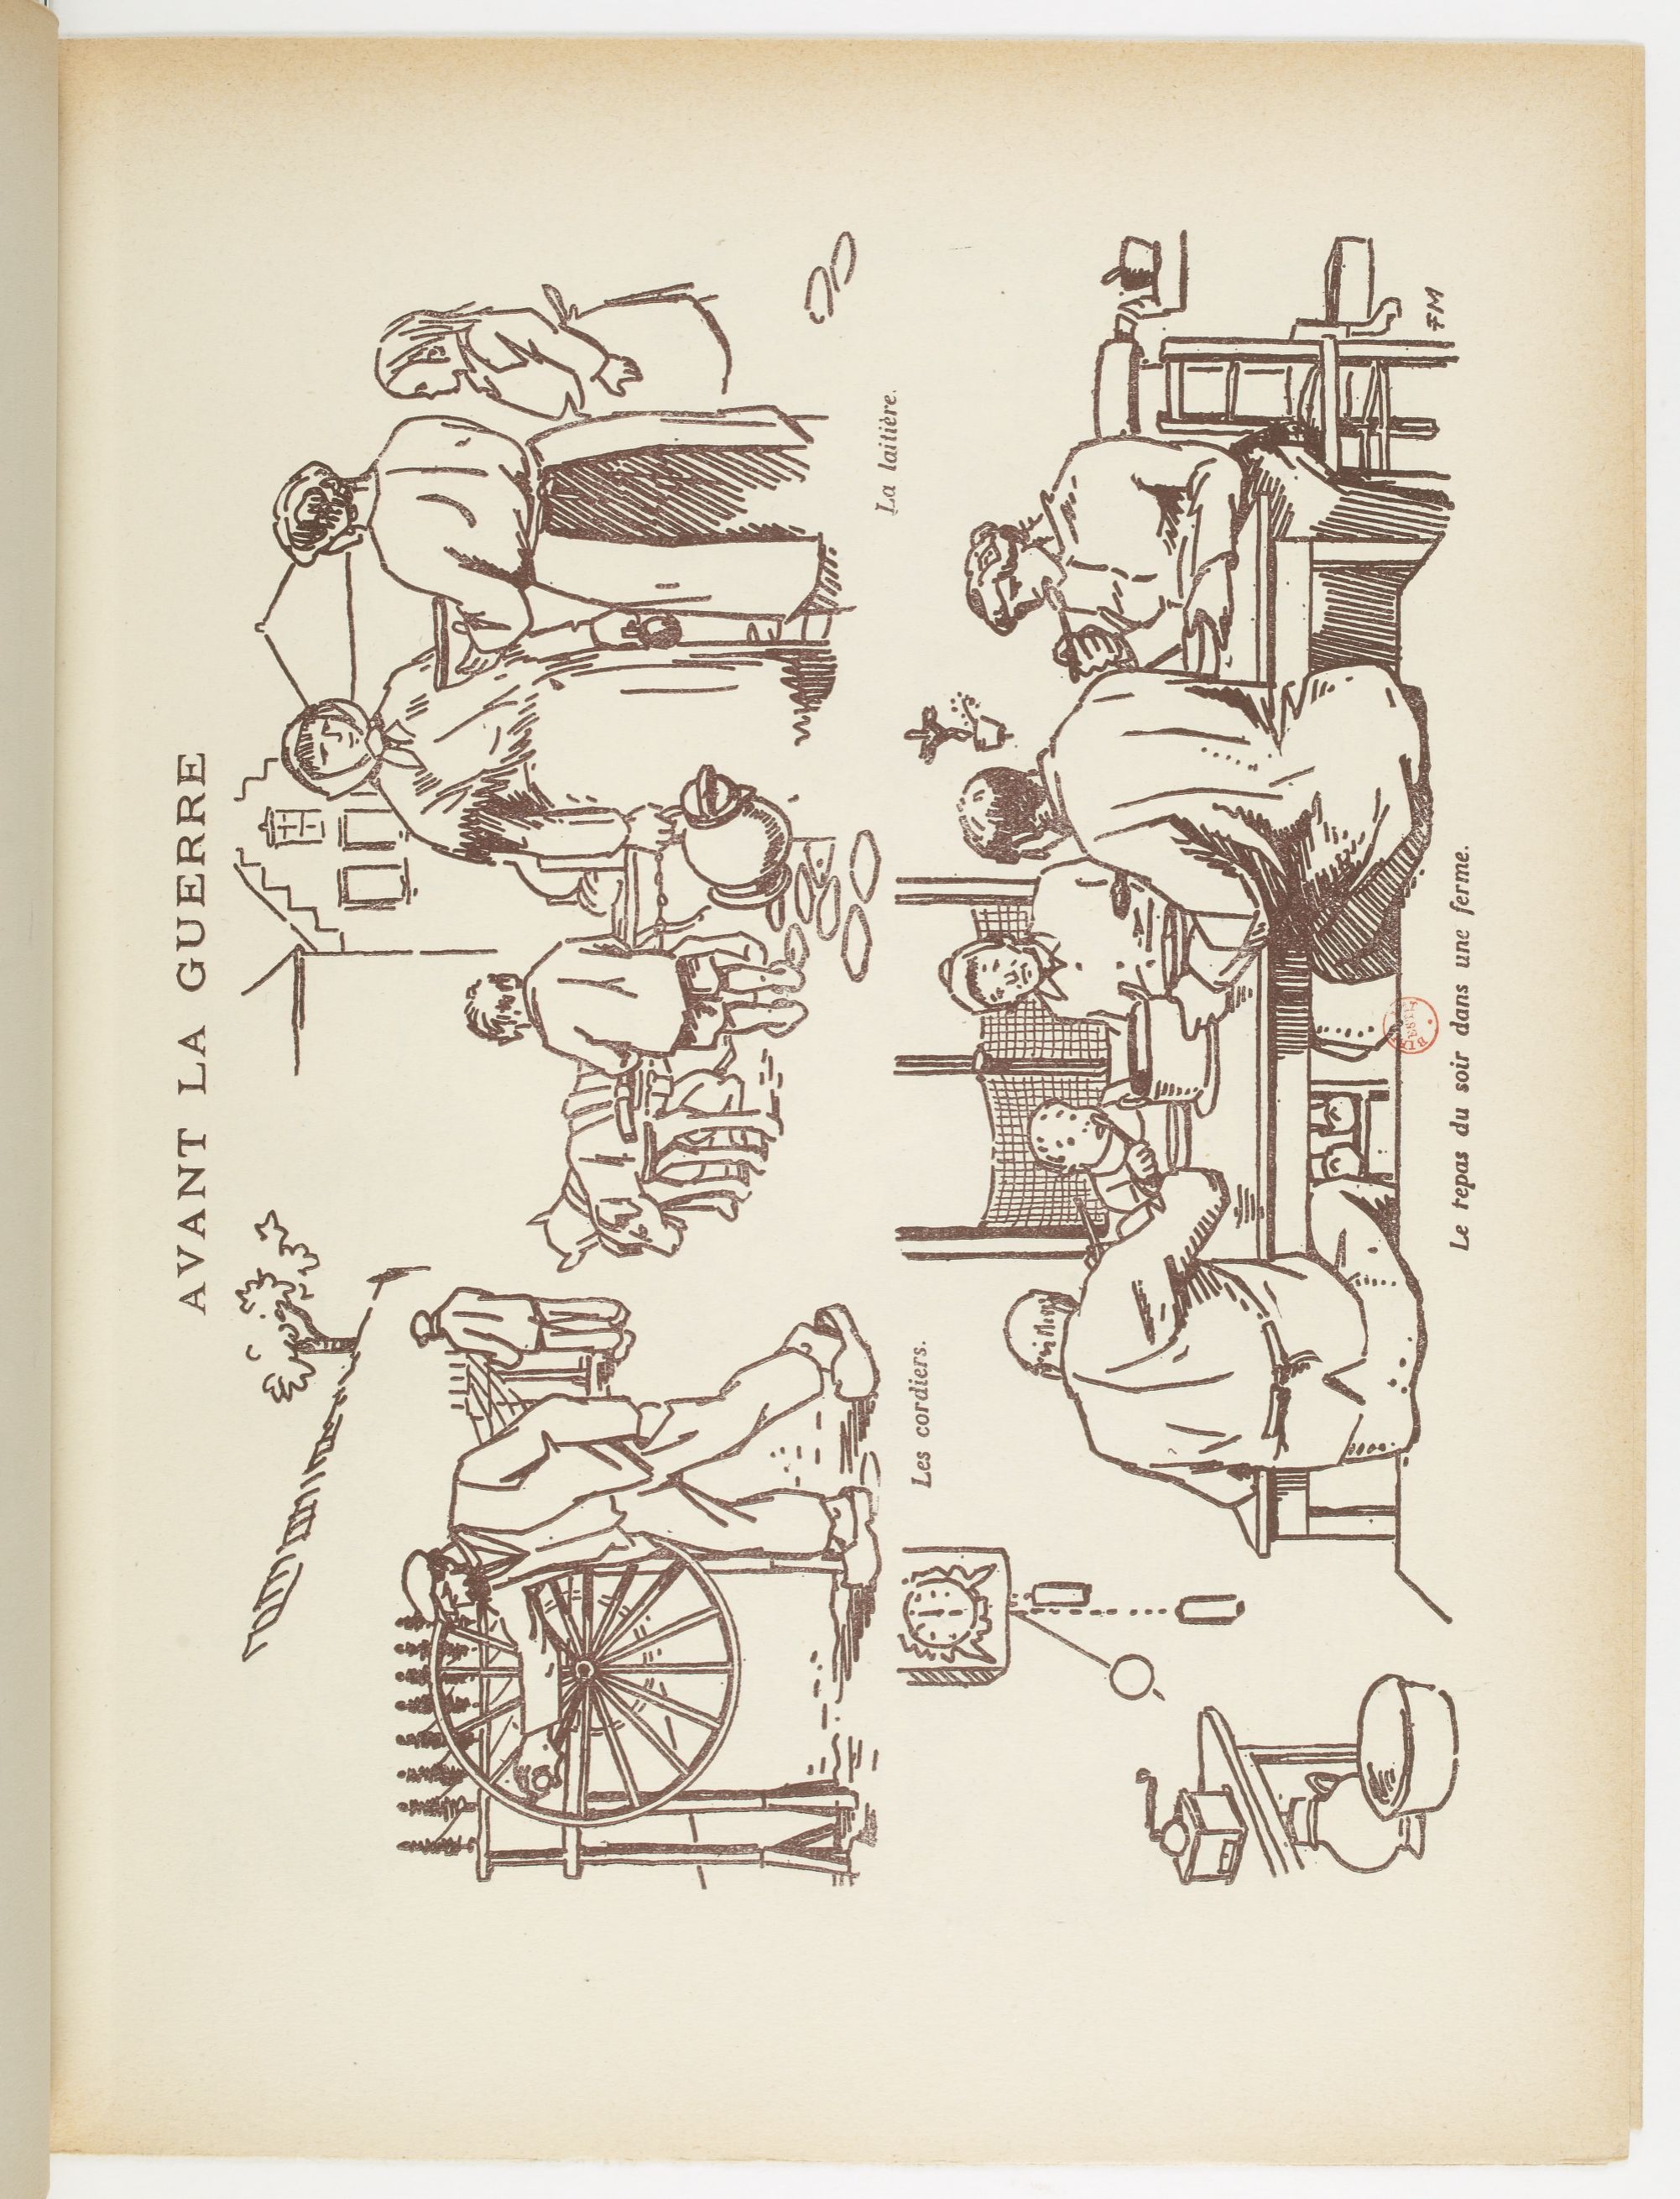 AVANT LA GUERRE
Les cordiers.
La laitière.
FM
Le repas du soir dans une ferme.